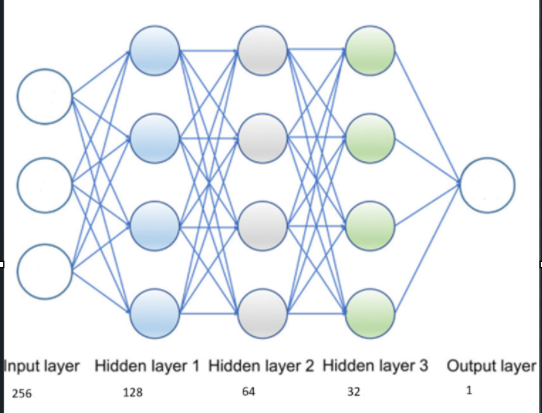 Input layer Hidden layer 1 Hidden layer 2 Hidden layer 3 Output layer
256 128 64 32 1